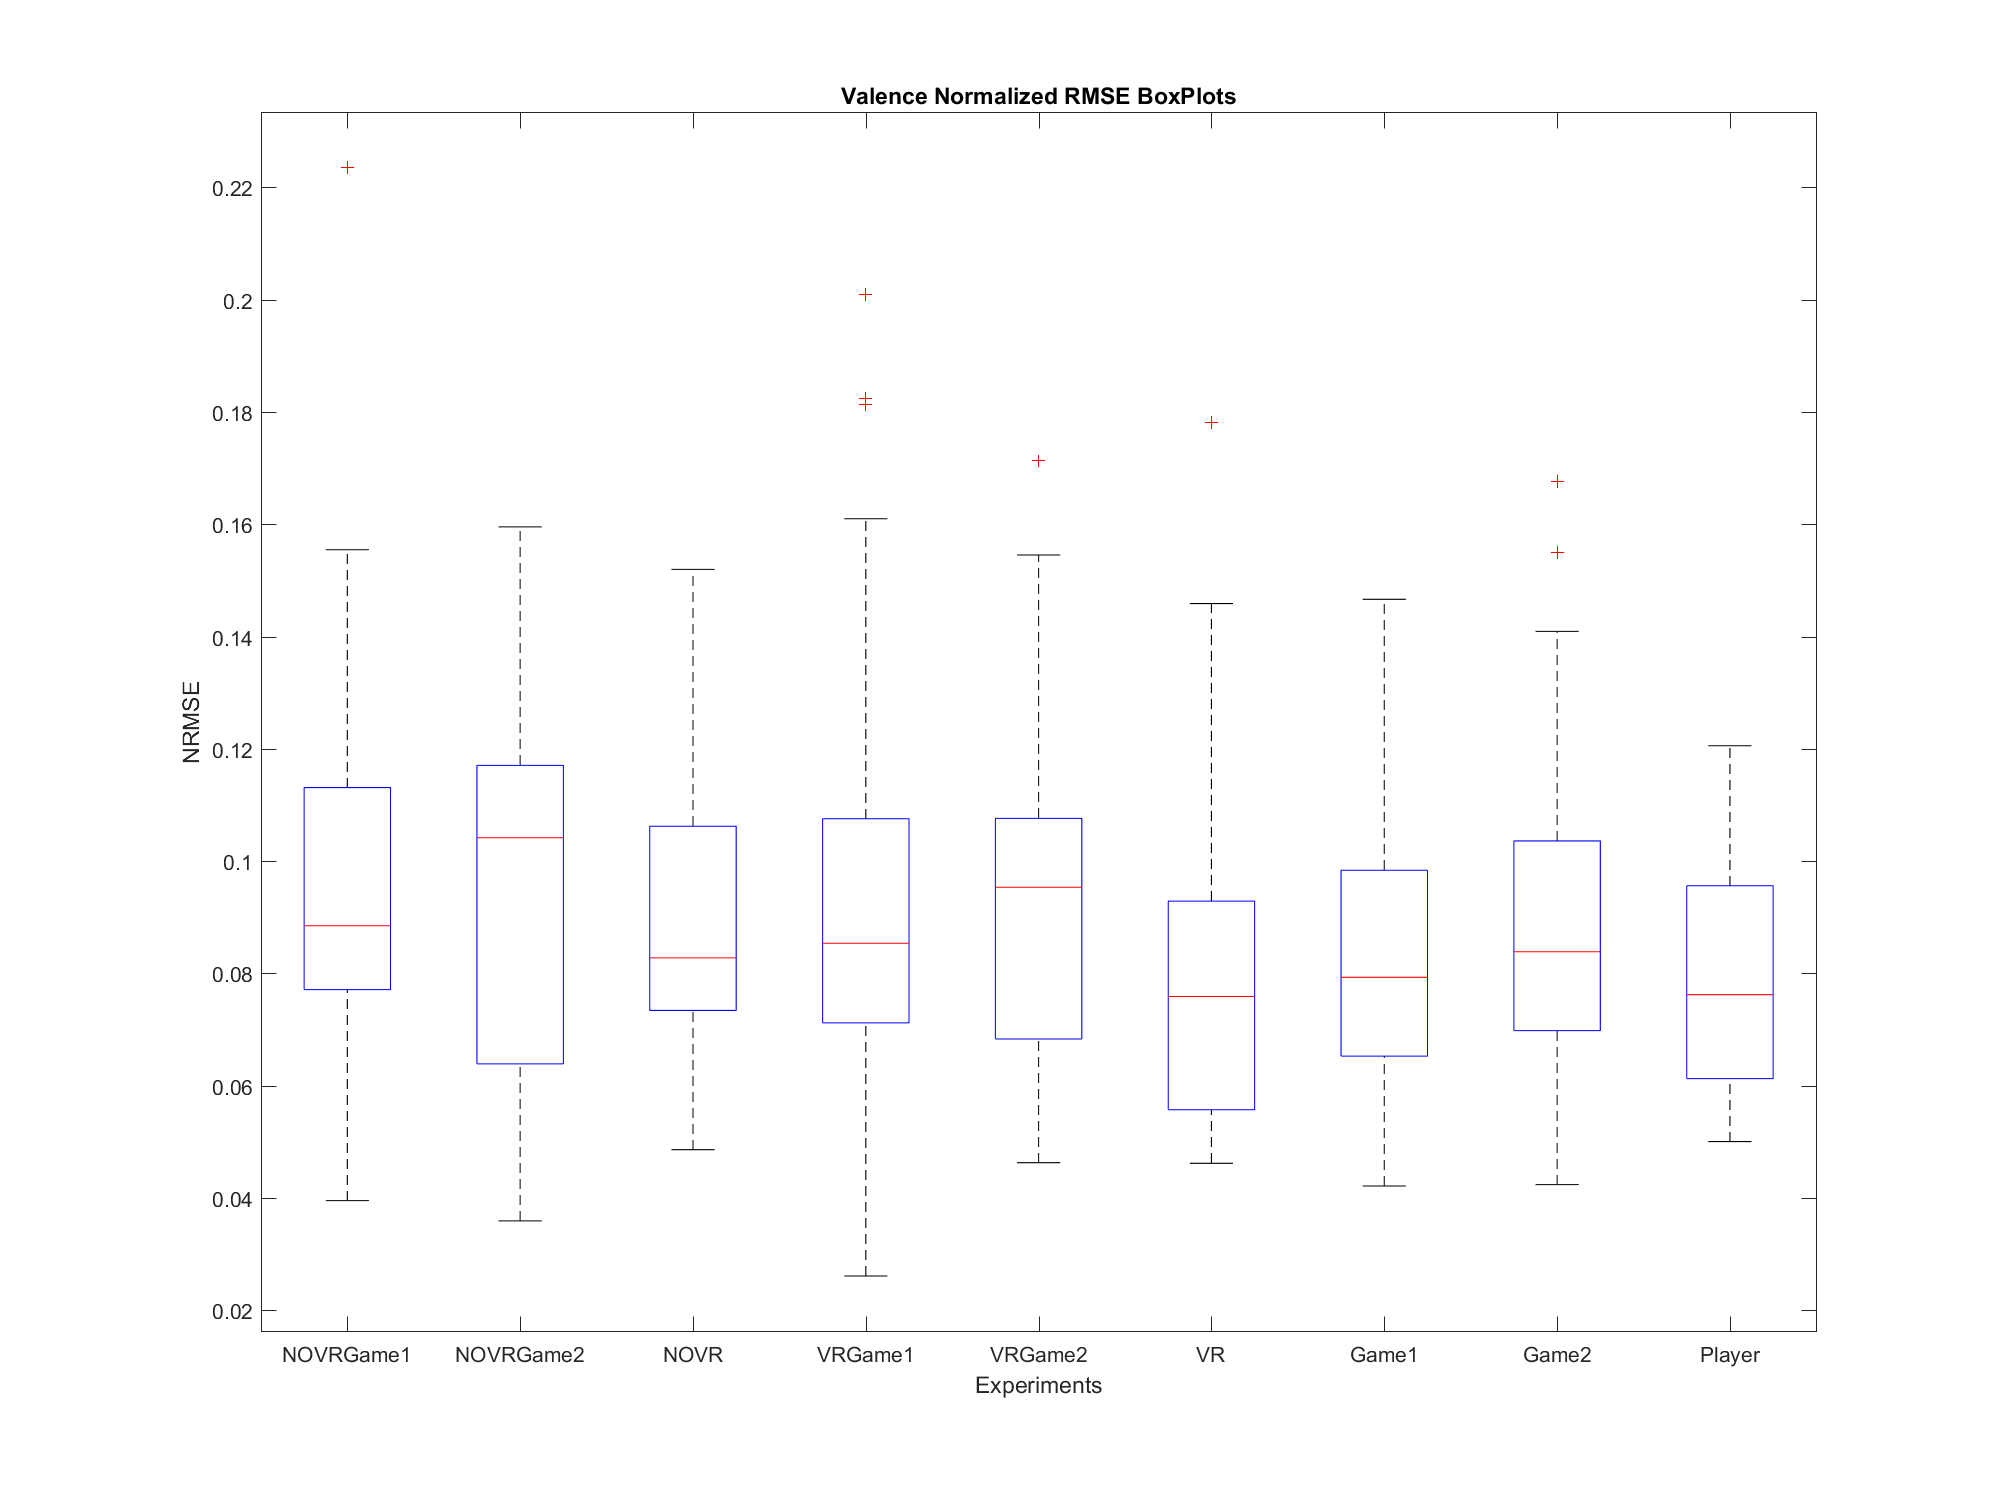 Valence Normalized RMSE BoxPlots
NRMSE
0.22
0.2
0.18
0.16
0.14
0.12
0.1
0.08
0.06
0.04
0.02
NOVRGame1 NOVRGame2 NOVR VRGame1 VRGame2 VR Game1 Game2 Player
Experiments